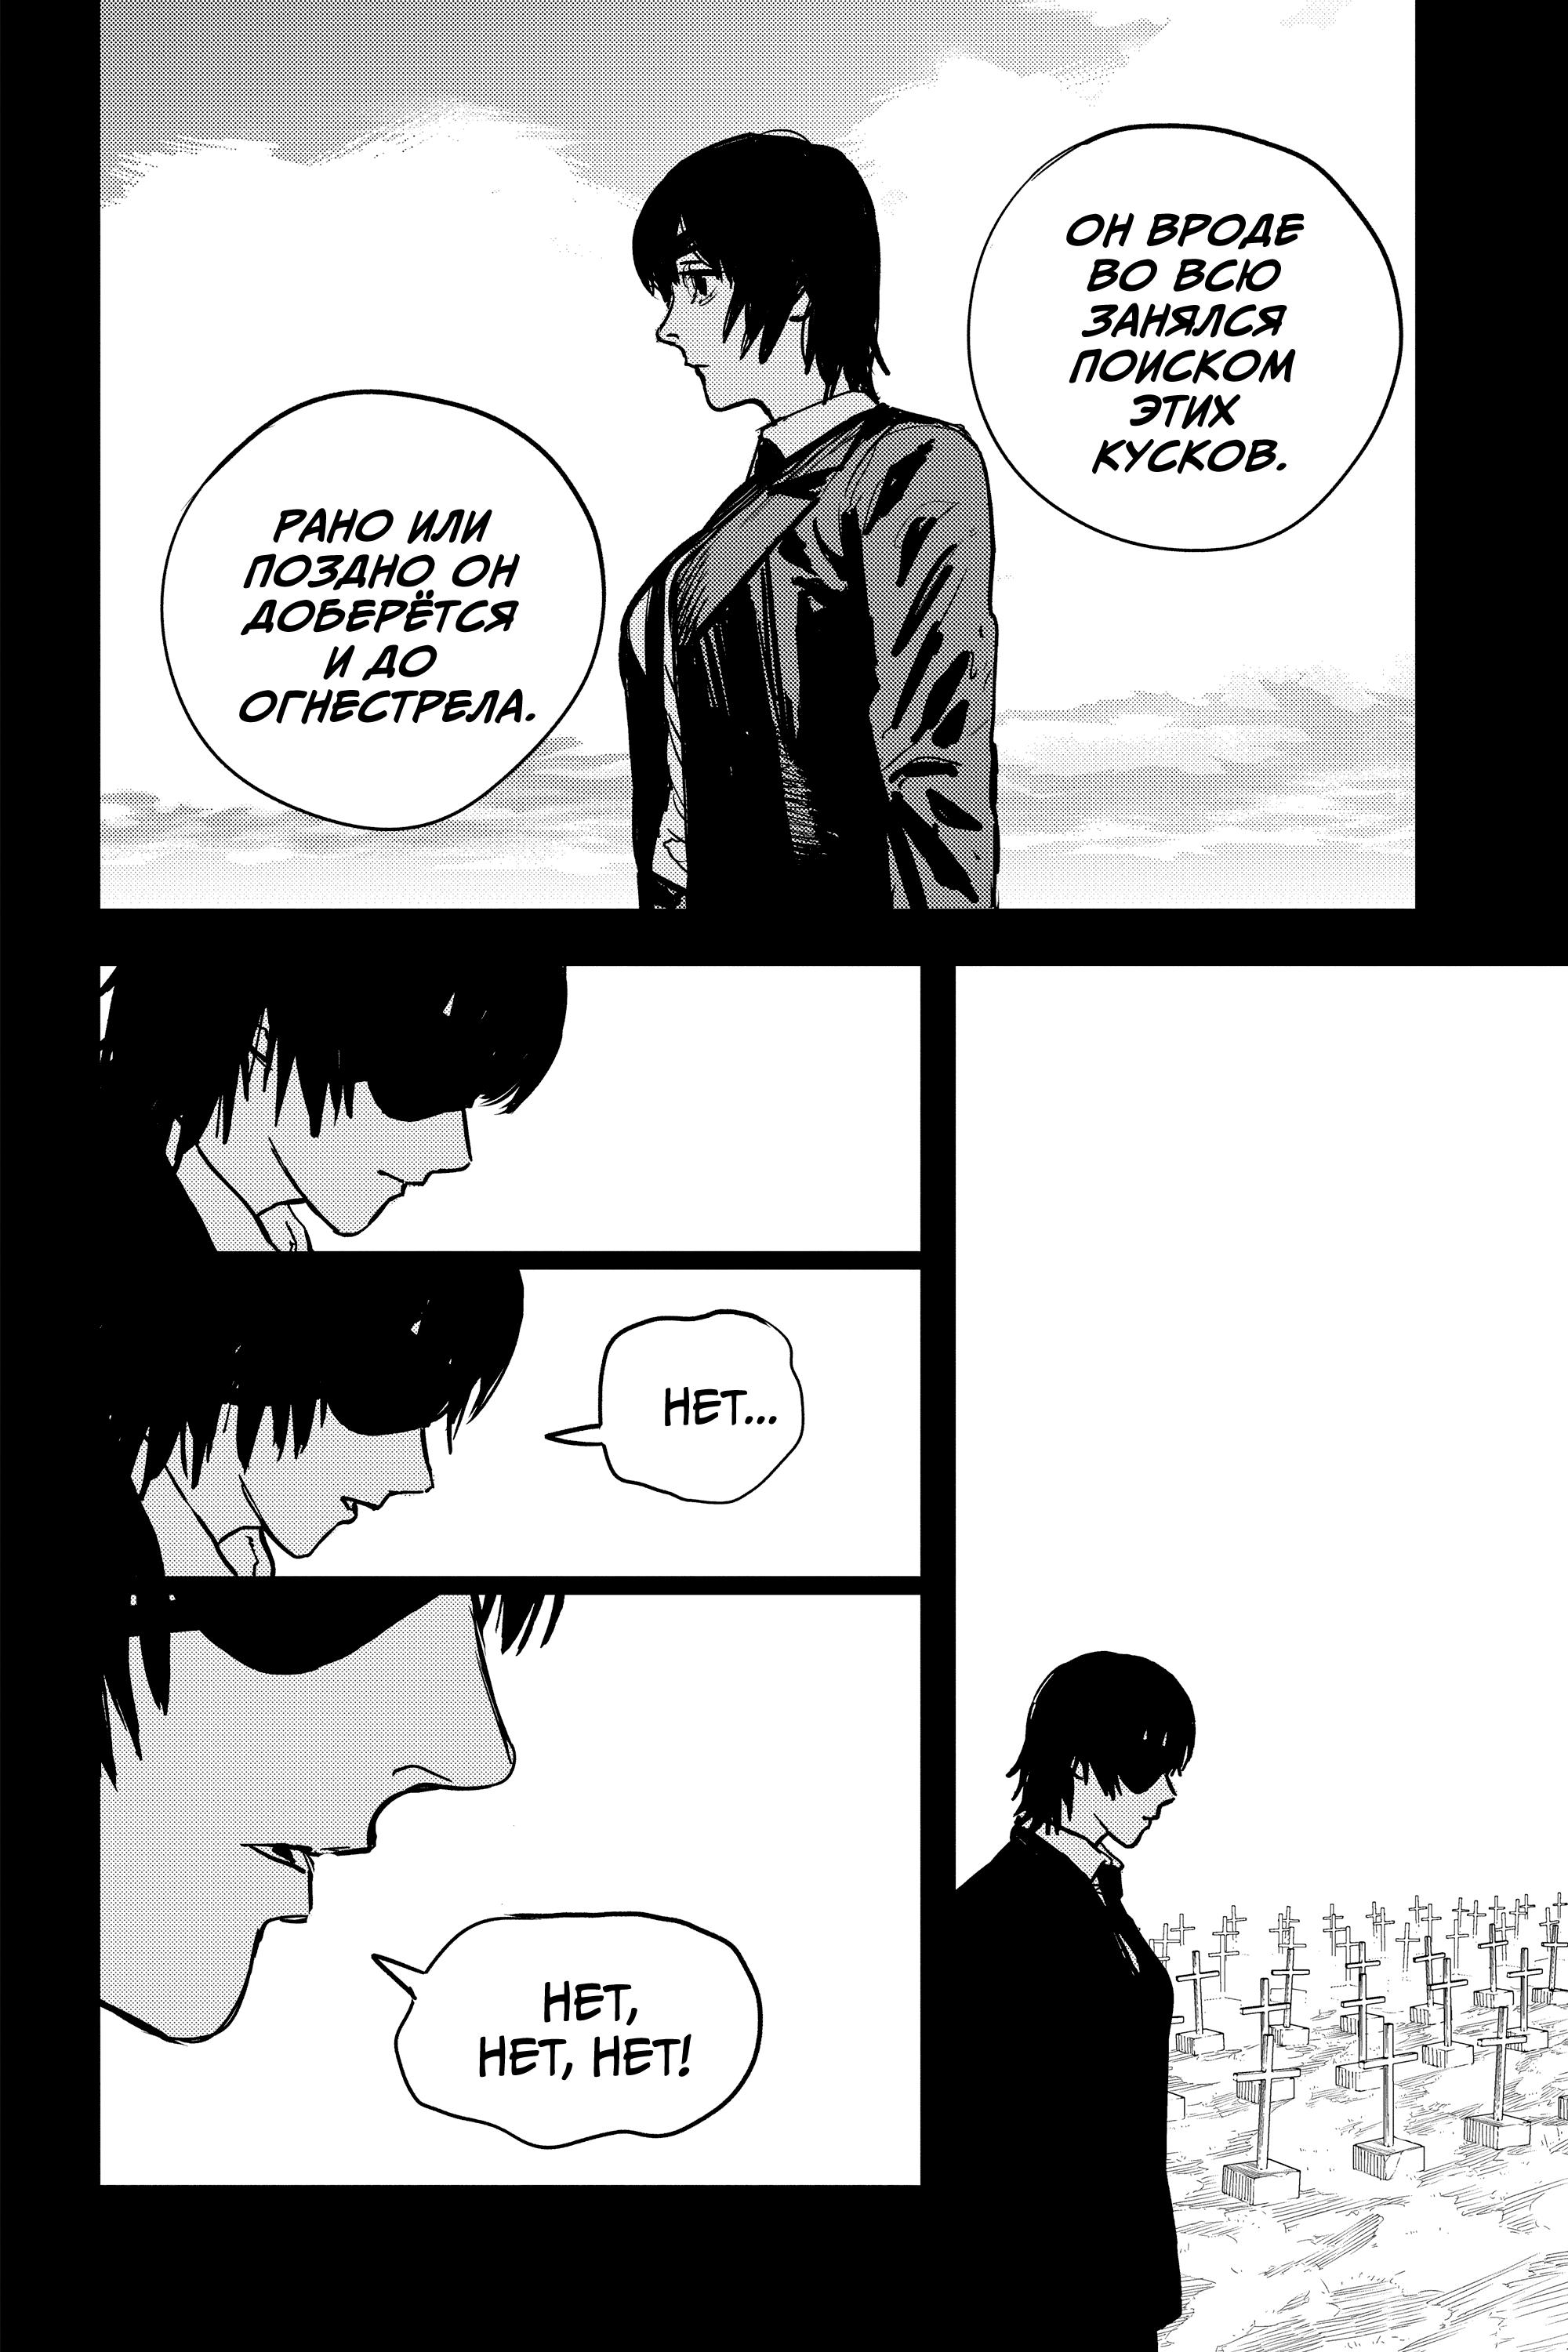 ОН ВРОДЕ
ВО ВСЮ
ЗАНЯЛСЯ
ПОИСКОМ
ЭТИХ
КУСКОВ.
РАНО ИЛИ
ПОЗДНО ОН
ДОБЕРЁТСЯ
И ДО
ОГНЕСТРЕЛА.
НЕТ...
НЕТ,
НЕТ, НЕТ!